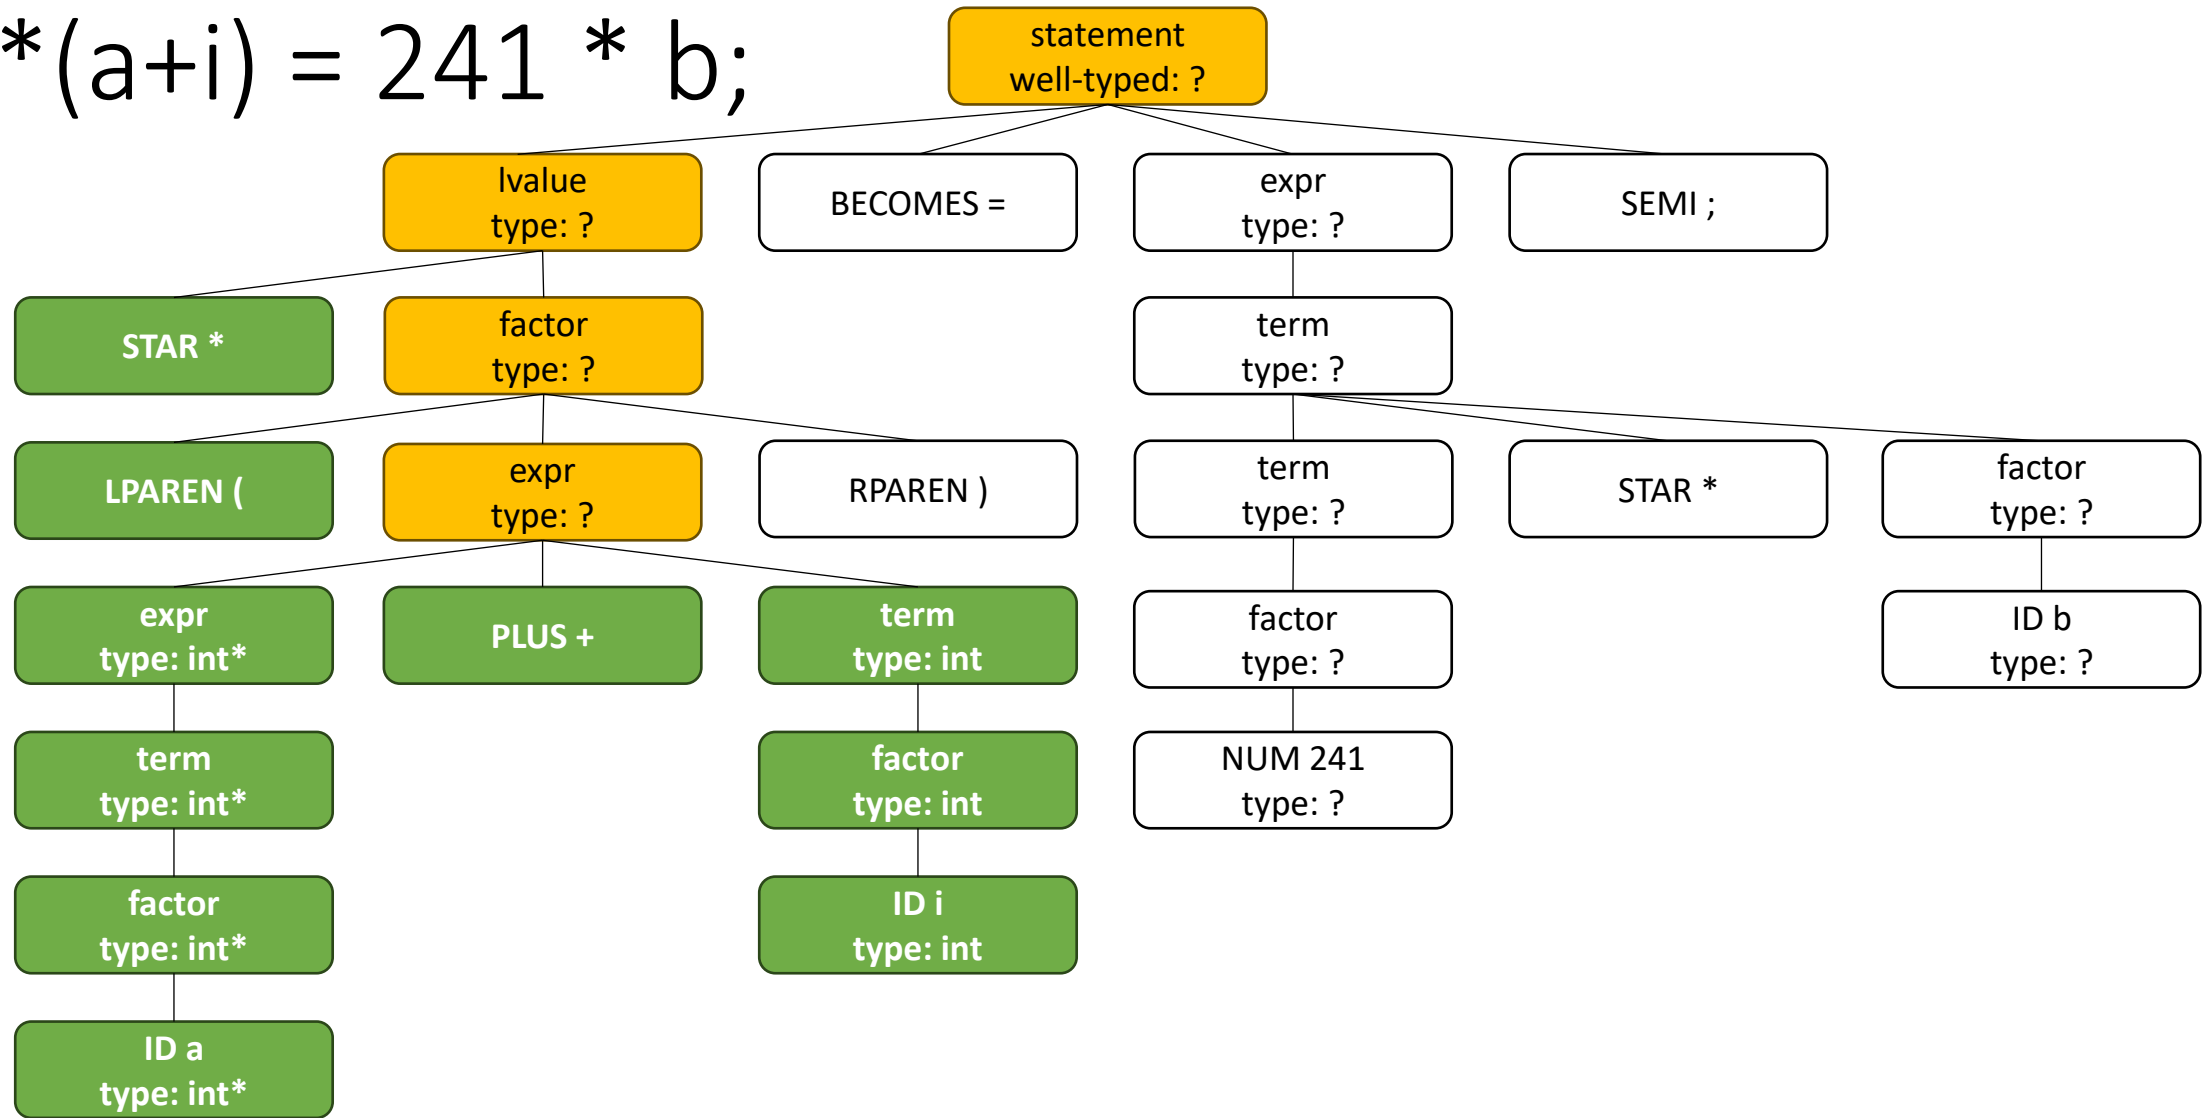 *(a+i) = 241 * b;
statement
well-typed: ?
lvalue
type: ?
BECOMES =
expr
type: ?
SEMI ;
STAR *
factor
type: ?
term
type: ?
LPAREN (
expr
type: ?
RPAREN )
term
type: ?
STAR *
factor
type: ?
expr
type: int*
PLUS +
term
type: int
factor
type: ?
ID b
type: ?
term
type: int*
factor
type: int
NUM 241
type: ?
factor
type: int*
ID i
type: int
ID a
type: int*